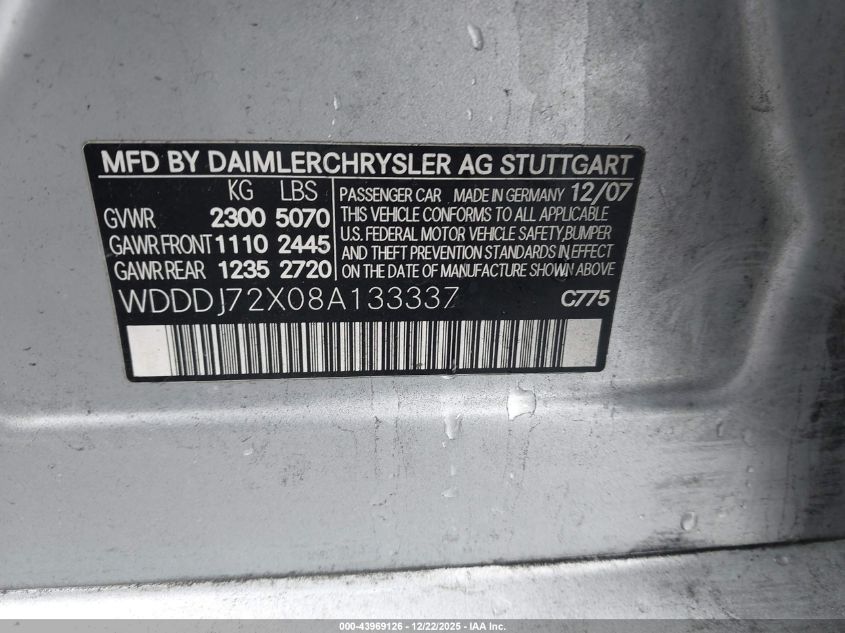 MFD BY DAIMLERCHRYSLER AG STUTTGART
KG LBS
GVWR 2300 5070
GAWR FRONT 1110 2445
GAWR REAR 1235 2720
PASSENGER CAR MADE IN GERMANY 12/07
THIS VEHICLE CONFORMS TO ALL APPLICABLE
U.S. FEDERAL MOTOR VEHICLE SAFETY, BUMPER
AND THEFT PREVENTION STANDARDS IN EFFECT
ON THE DATE OF MANUFACTURE SHOWN ABOVE
WDDDJ72X08A133337 C775
000-43969126 - 12/22/2025 - IAA Inc.